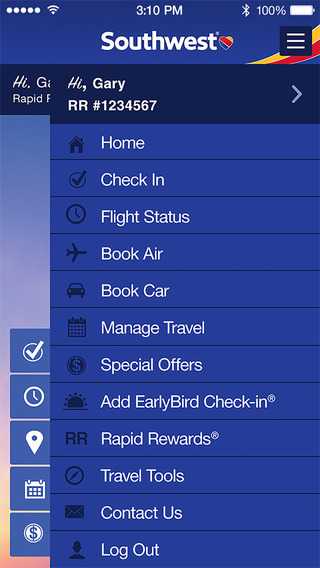 3:10 PM 100%
Southwest®
Hi, Ga
Rapid R
Hi, Gary
RR #1234567
Home
Check In
Flight Status
Book Air
Book Car
Manage Travel
Special Offers
Add EarlyBird Check-in®
RR Rapid Rewards®
Travel Tools
Contact Us
Log Out